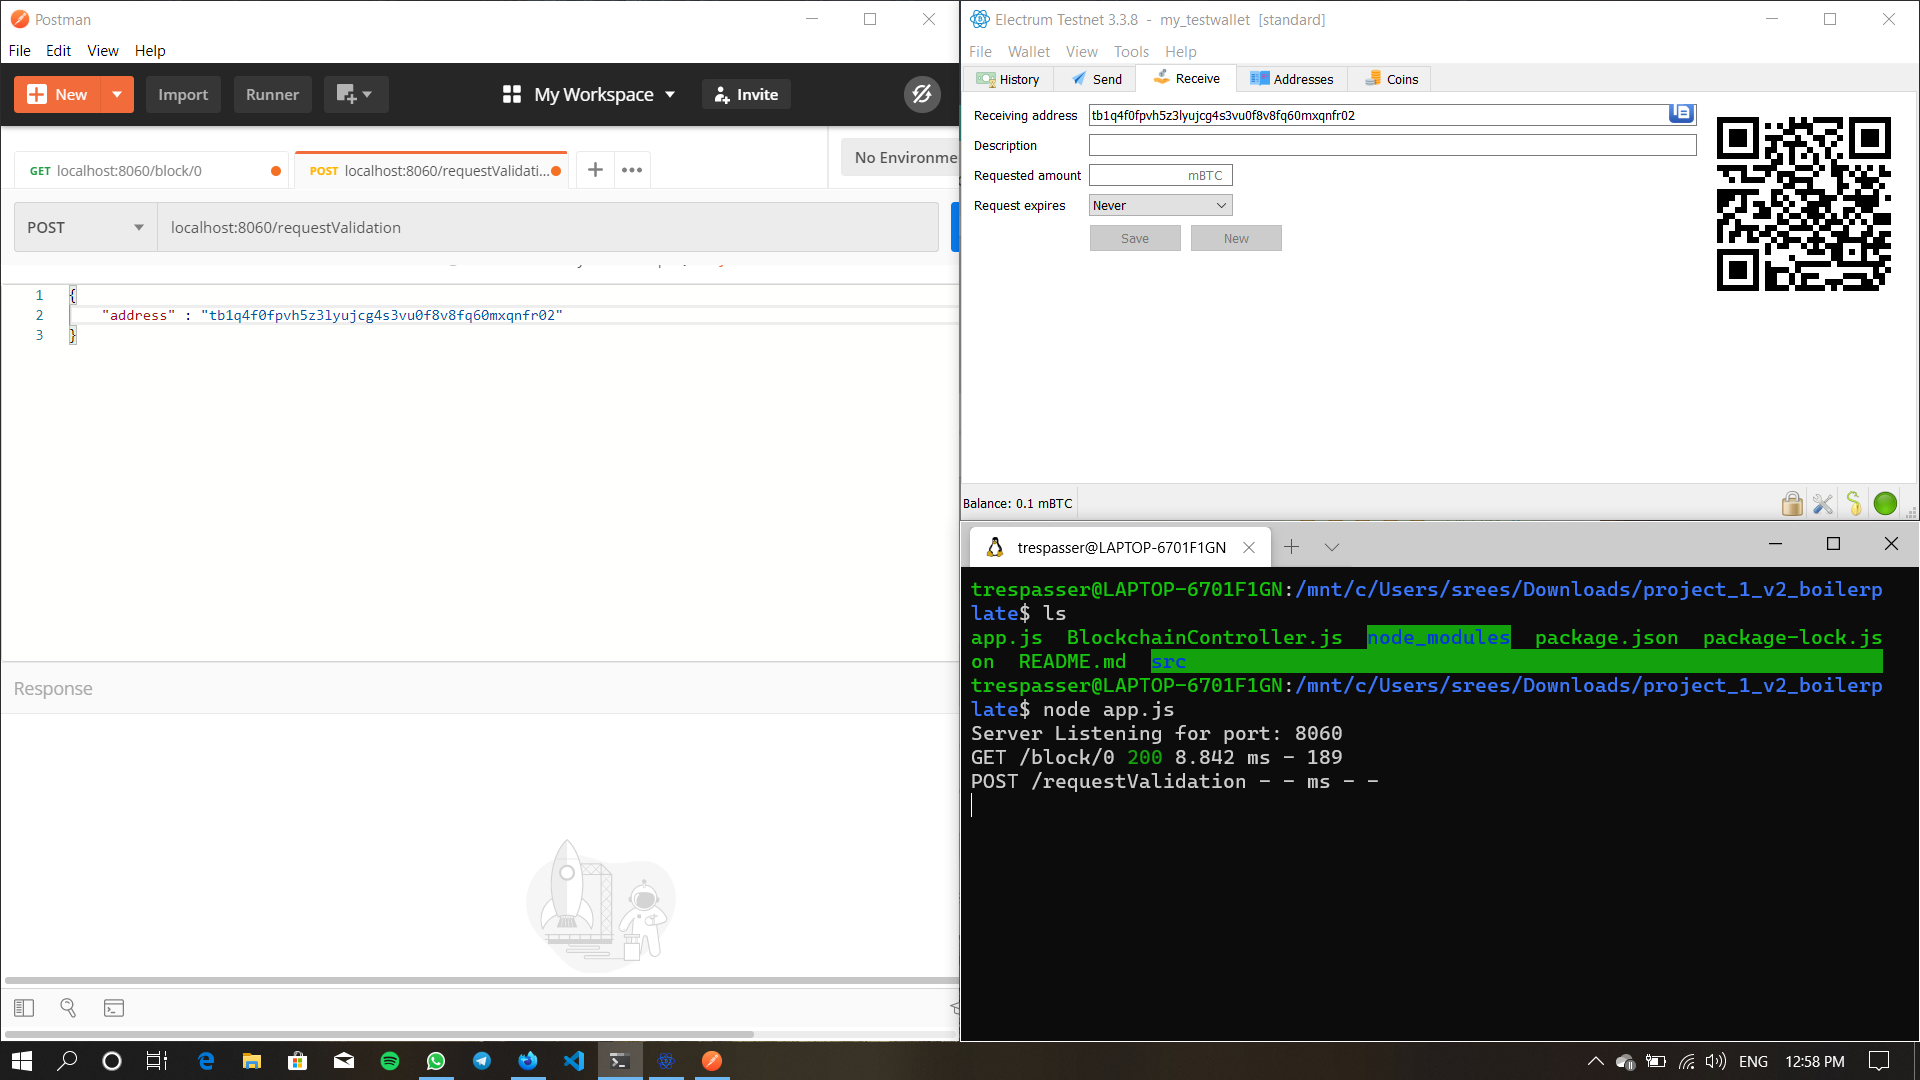 Postman
File Edit View Help
New Import Runner My Workspace Invite
GET localhost:8060/block/0 POST localhost:8060/requestValidati... No Environme
POST localhost:8060/requestValidation
1 {
2 "address" : "tb1q4f0fpvh5z3lyujcg4s3vu0f8v8fq60mxqnfr02"
3 }
Response
Electrum Testnet 3.3.8 - my_testwallet [standard]
File Wallet View Tools Help
History Send Receive Addresses Coins
Receiving address tb1q4f0fpvh5z3lyujcg4s3vu0f8v8fq60mxqnfr02
Description
Requested amount mBTC
Request expires Never
Save New
Balance: 0.1 mBTC
trespasser@LAPTOP-6701F1GN
trespasser@LAPTOP-6701F1GN:/mnt/c/Users/srees/Downloads/project_1_v2_boilerp
late$ ls
app.js BlockchainController.js node_modules package.json package-lock.js
on README.md src
trespasser@LAPTOP-6701F1GN:/mnt/c/Users/srees/Downloads/project_1_v2_boilerp
late$ node app.js
Server Listening for port: 8060
GET /block/0 200 8.842 ms - 189
POST /requestValidation - - ms - -
ENG 12:58 PM